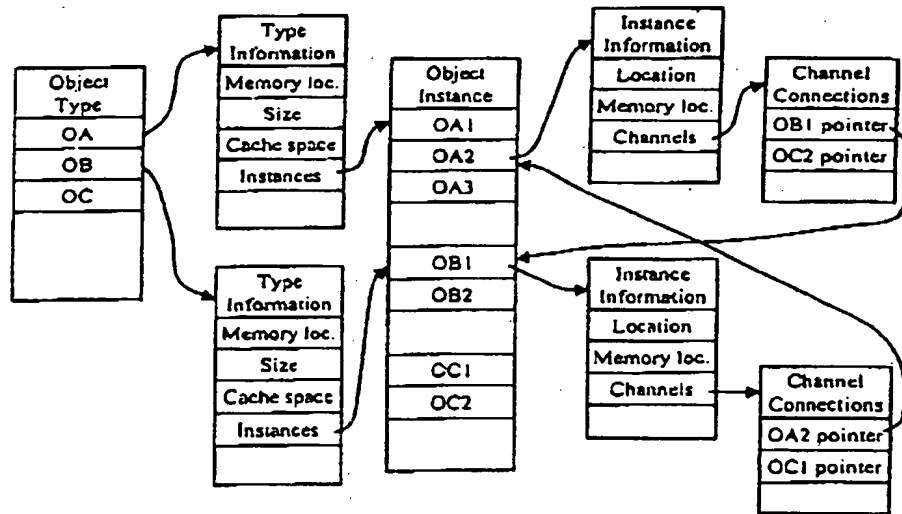 Object
Type
OA
OB
OC
Type
Information
Memory loc.
Size
Cache space
Instances
Type
Information
Memory loc.
Size
Cache space
Instances
Object
Instance
OA1
OA2
OA3
OB1
OB2
OC1
OC2
Instance
Information
Location
Memory loc.
Channels
Channel
Connections
OB1 pointer
OC2 pointer
Instance
Information
Location
Memory loc.
Channels
Channel
Connections
OA2 pointer
OC1 pointer